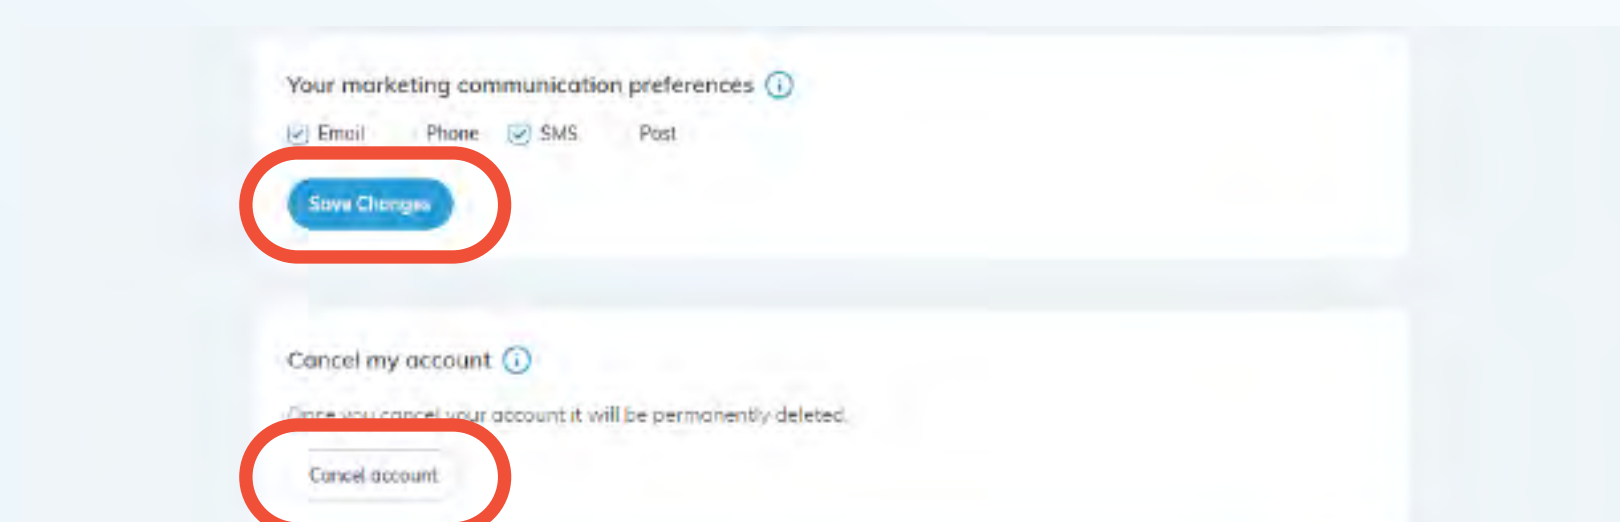 Your marketing communication preferences
Email Phone SMS Post
Save Changes
Cancel my account
Once you cancel your account it will be permanently deleted.
Cancel account